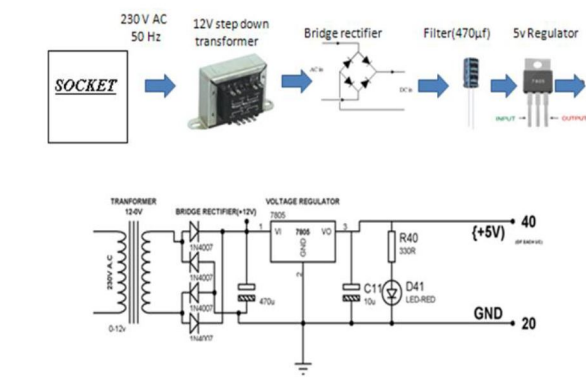 230 V AC
50 Hz
12V step down
transformer
Bridge rectifier
Filter(470µf)
5v Regulator
SOCKET
AC in
DC in
7805
INPUT
OUTPUT
TRANFORMER
12-0V
BRIDGE RECTIFIER(+12V)
VOLTAGE REGULATOR
7805
1
VI
7805
VO
3
GND
2
230V A.C
0-12v
1N4007
1N4007
1N4007
1N4007
470u
C11
10u
R40
330R
D41
LED-RED
{+5V)
40
GND
20